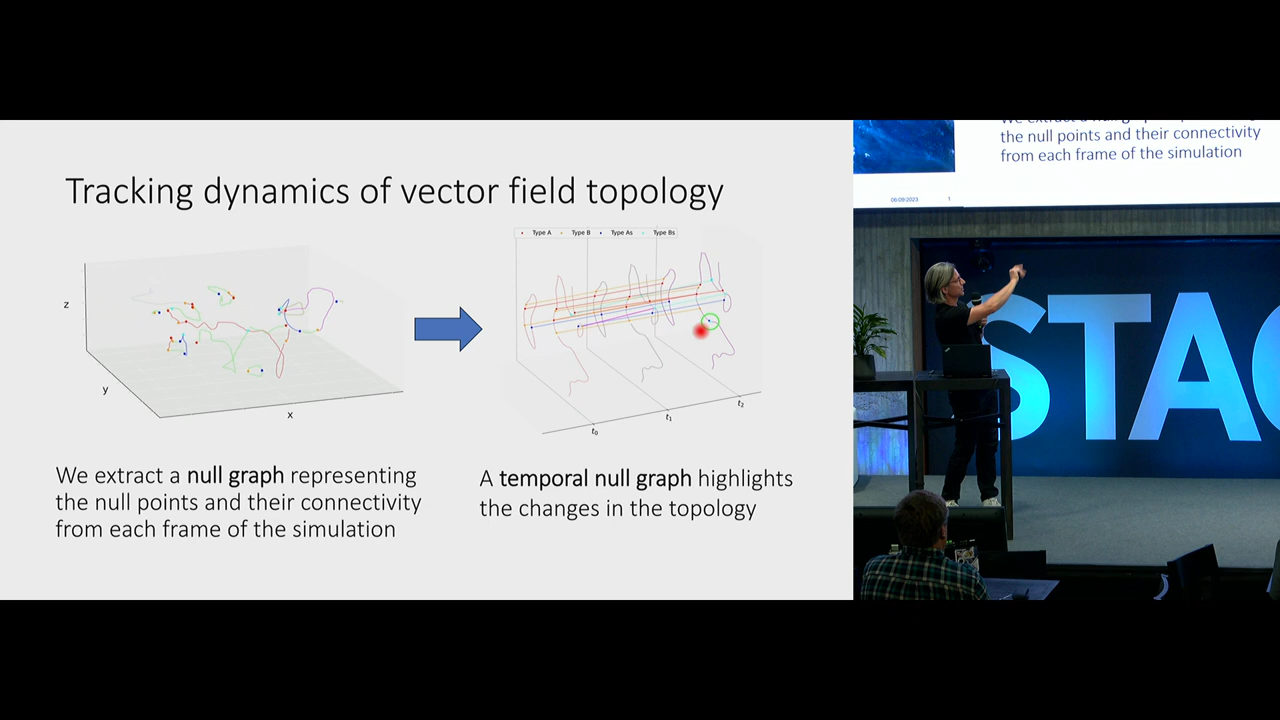 Tracking dynamics of vector field topology
Type A Type B Type As Type Bs
z
y
x
t0
t1
t2
We extract a null graph representing
the null points and their connectivity
from each frame of the simulation
A temporal null graph highlights
the changes in the topology
the null points and their connectivity
from each frame of the simulation
06/09/2023 1
STAG